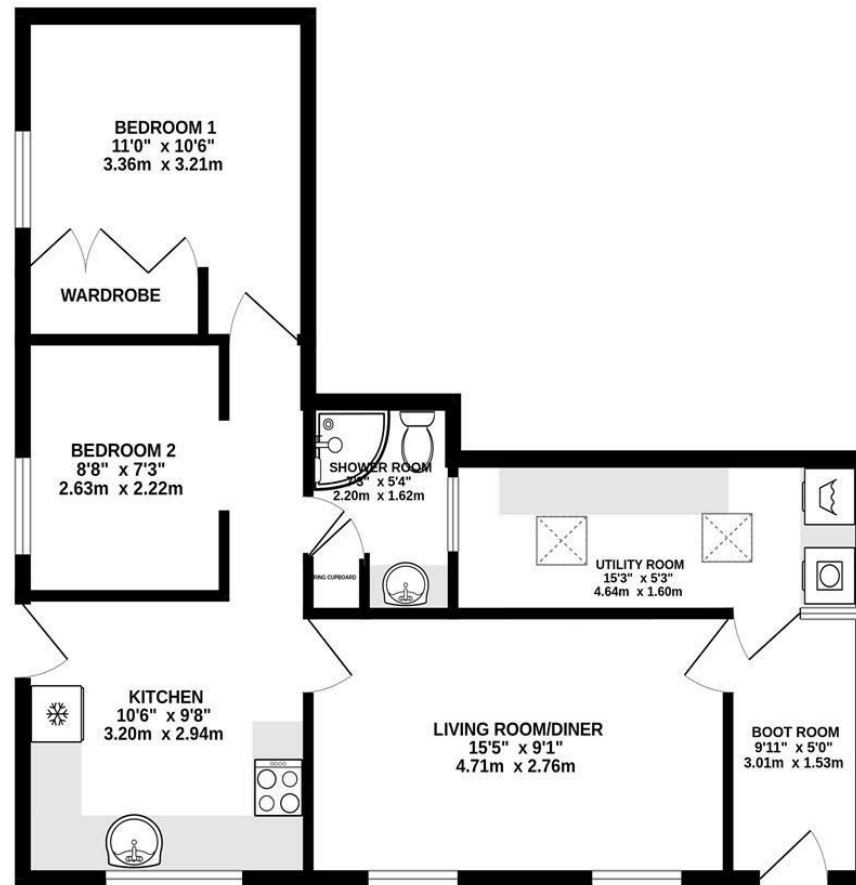 BEDROOM 1
11'0" x 10'6"
3.36m x 3.21m
WARDROBE
BEDROOM 2
8'8" x 7'3"
2.63m x 2.22m
SHOWER ROOM
7'3" x 5'4"
2.20m x 1.62m
CUPBOARD
UTILITY ROOM
15'3" x 5'3"
4.64m x 1.60m
KITCHEN
10'6" x 9'8"
3.20m x 2.94m
LIVING ROOM/DINER
15'5" x 9'1"
4.71m x 2.76m
BOOT ROOM
9'11" x 5'0"
3.01m x 1.53m